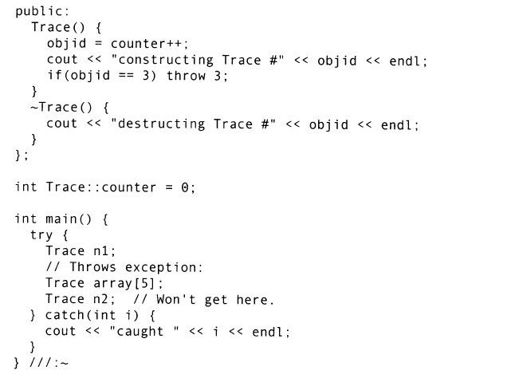 public:
  Trace() {
    objid = counter++;
    cout << "constructing Trace #" << objid << endl;
    if(objid == 3) throw 3;
  }
  ~Trace() {
    cout << "destructing Trace #" << objid << endl;
  }
};

int Trace::counter = 0;

int main() {
  try {
    Trace n1;
    // Throws exception:
    Trace array[5];
    Trace n2;  // Won't get here.
  } catch(int i) {
    cout << "caught " << i << endl;
  }
} ///:~